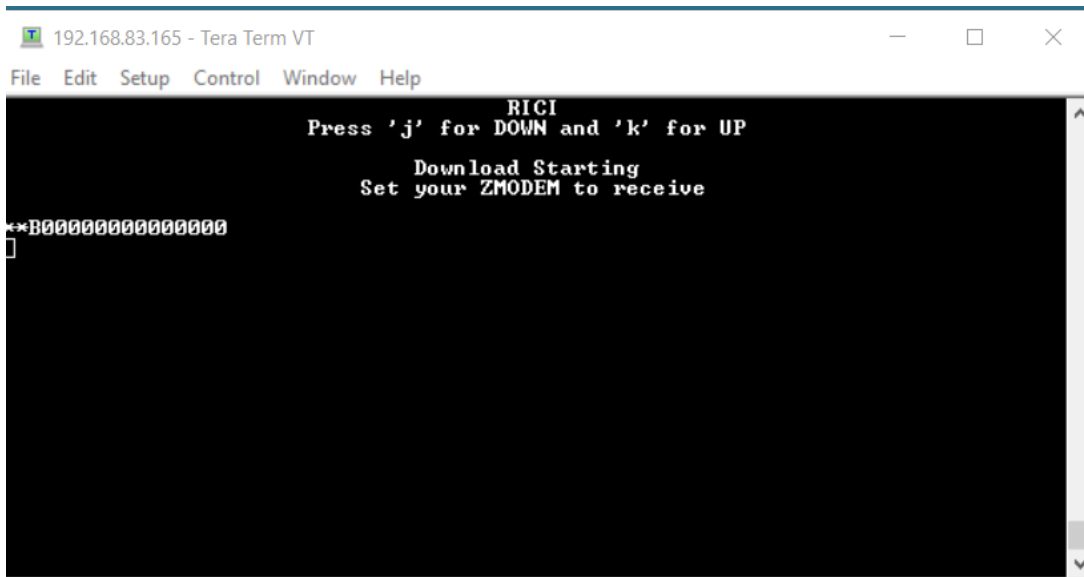 192.168.83.165 - Tera Term VT
File Edit Setup Control Window Help
RICI
Press 'j' for DOWN and 'k' for UP
Download Starting
Set your ZMODEM to receive
**B00000000000000